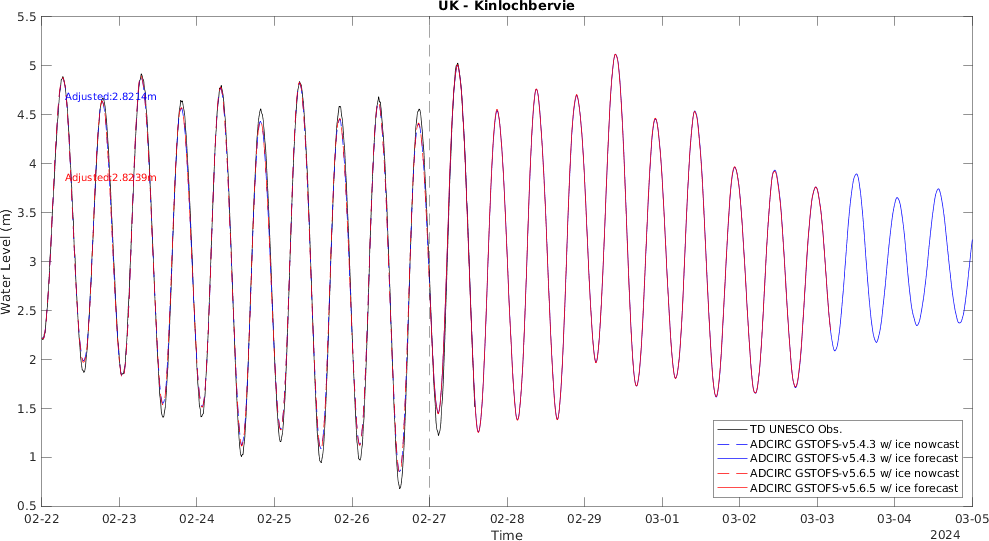 UK - Kinlochbervie
5.5
5
4.5
4
3.5
3
2.5
2
1.5
1
0.5
Water Level (m)
Adjusted:2.8214m
Adjusted:2.8239m
TD UNESCO Obs.
ADCIRC GSTOFS-v5.4.3 w/ ice nowcast
ADCIRC GSTOFS-v5.4.3 w/ ice forecast
ADCIRC GSTOFS-v5.6.5 w/ ice nowcast
ADCIRC GSTOFS-v5.6.5 w/ ice forecast
02-22 02-23 02-24 02-25 02-26 02-27 02-28 02-29 03-01 03-02 03-03 03-04 03-05
Time
2024